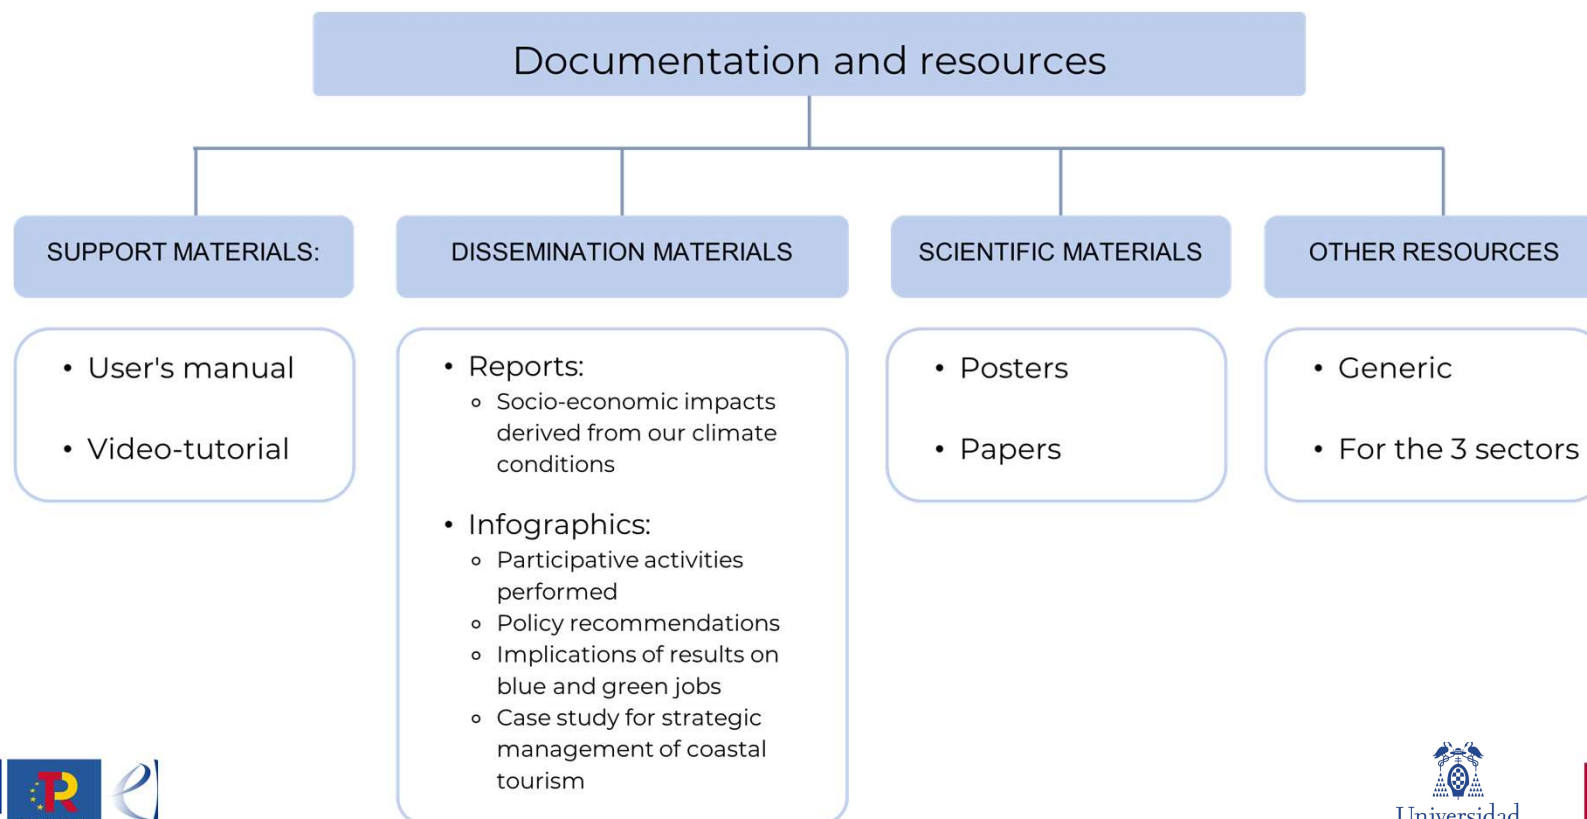 Documentation and resources
SUPPORT MATERIALS:
• User's manual
• Video-tutorial
DISSEMINATION MATERIALS
• Reports:
∘ Socio-economic impacts
derived from our climate
conditions
• Infographics:
∘ Participative activities
performed
∘ Policy recommendations
∘ Implications of results on
blue and green jobs
∘ Case study for strategic
management of coastal
tourism
SCIENTIFIC MATERIALS
• Posters
• Papers
OTHER RESOURCES
• Generic
• For the 3 sectors
TR
Universidad